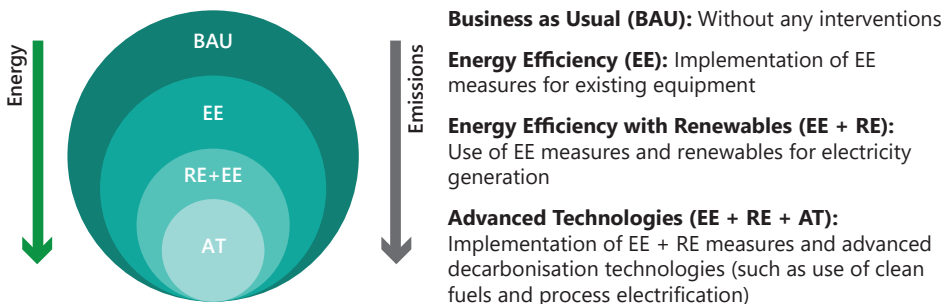 Energy
BAU
EE
RE+EE
AT
Emissions
Business as Usual (BAU): Without any interventions
Energy Efficiency (EE): Implementation of EE
measures for existing equipment
Energy Efficiency with Renewables (EE + RE):
Use of EE measures and renewables for electricity
generation
Advanced Technologies (EE + RE + AT):
Implementation of EE + RE measures and advanced
decarbonisation technologies (such as use of clean
fuels and process electrification)